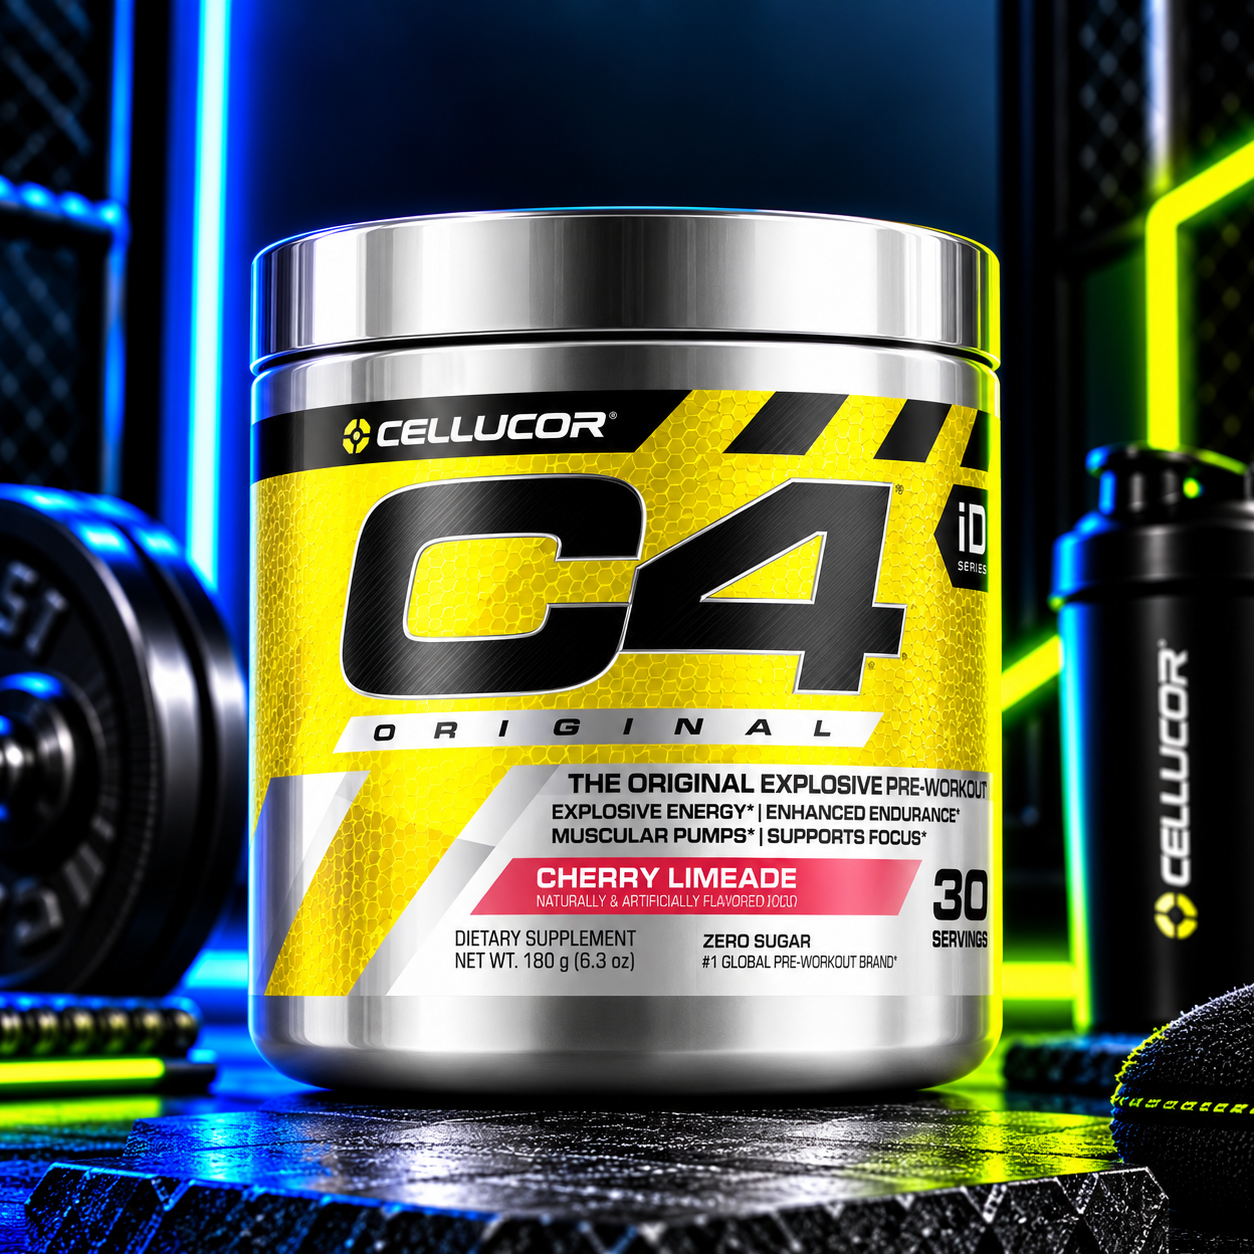 CELLUCOR®
C4
iD
SERIES
ORIGINAL
THE ORIGINAL EXPLOSIVE PRE-WORKOUT
EXPLOSIVE ENERGY* | ENHANCED ENDURANCE*
MUSCULAR PUMPS* | SUPPORTS FOCUS*
CHERRY LIMEADE
NATURALLY & ARTIFICIALLY FLAVORED
30
SERVINGS
DIETARY SUPPLEMENT
NET WT. 180 g (6.3 oz)
ZERO SUGAR
#1 GLOBAL PRE-WORKOUT BRAND*
CELLUCOR